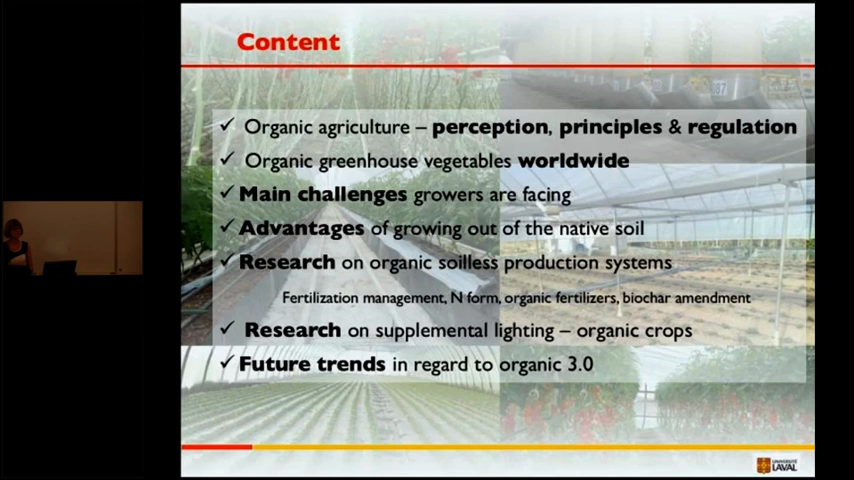 Content
✓ Organic agriculture – perception, principles & regulation
✓ Organic greenhouse vegetables worldwide
✓ Main challenges growers are facing
✓ Advantages of growing out of the native soil
✓ Research on organic soilless production systems
Fertilization management, N form, organic fertilizers, biochar amendment
✓ Research on supplemental lighting – organic crops
✓ Future trends in regard to organic 3.0
UNIVERSITÉ
LAVAL